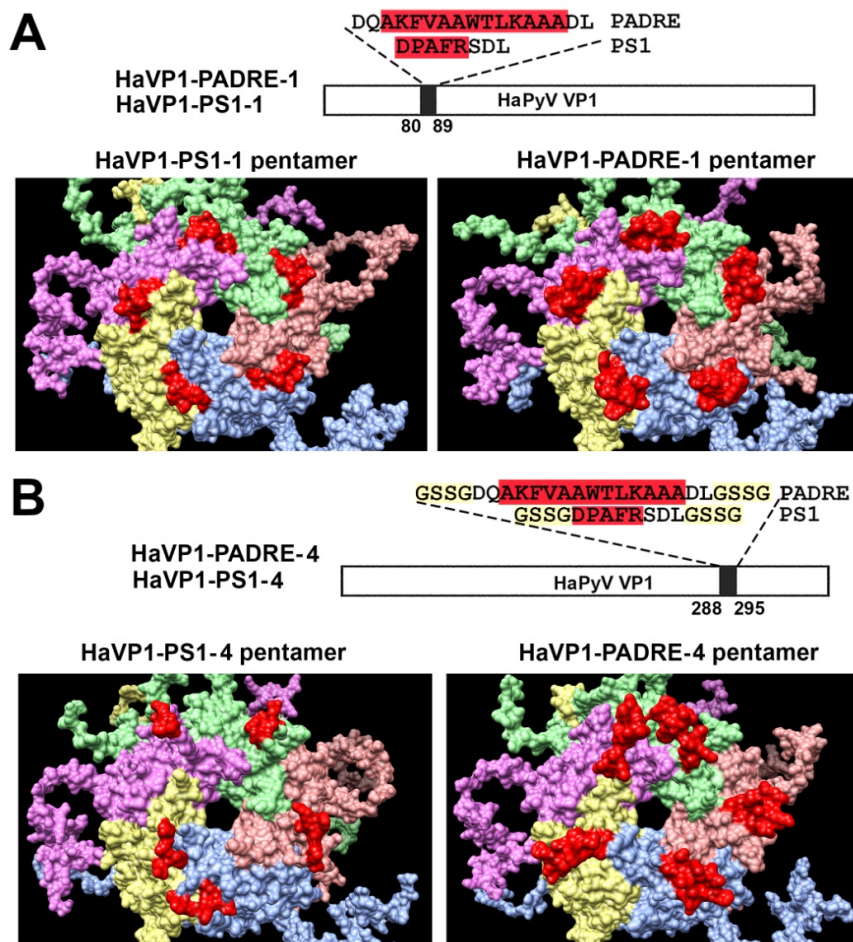 A
DQAKFVAAWTLKAAADL PADRE
DPAFRSDL PS1
HaVP1-PADRE-1
HaVP1-PS1-1
HaPyV VP1
80 89
HaVP1-PS1-1 pentamer
HaVP1-PADRE-1 pentamer
B
GSSGDQAKFVAAWTLKAAADLGSSG PADRE
GSSGDPAFRSDLGSSG PS1
HaVP1-PADRE-4
HaVP1-PS1-4
HaPyV VP1
288 295
HaVP1-PS1-4 pentamer
HaVP1-PADRE-4 pentamer